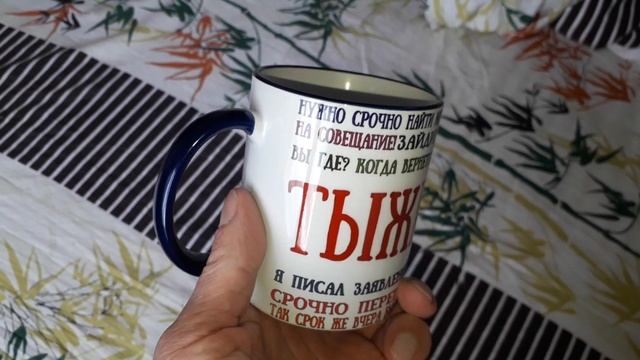 НУЖНО СРОЧНО НАЙТИ
НА СОВЕЩАНИЕ!
ВЫ ГДЕ? КОГДА
ТЫЖ
Я ПИСАЛ
СРОЧНО
ТАК СРОК ЖЕ ВЧЕРА